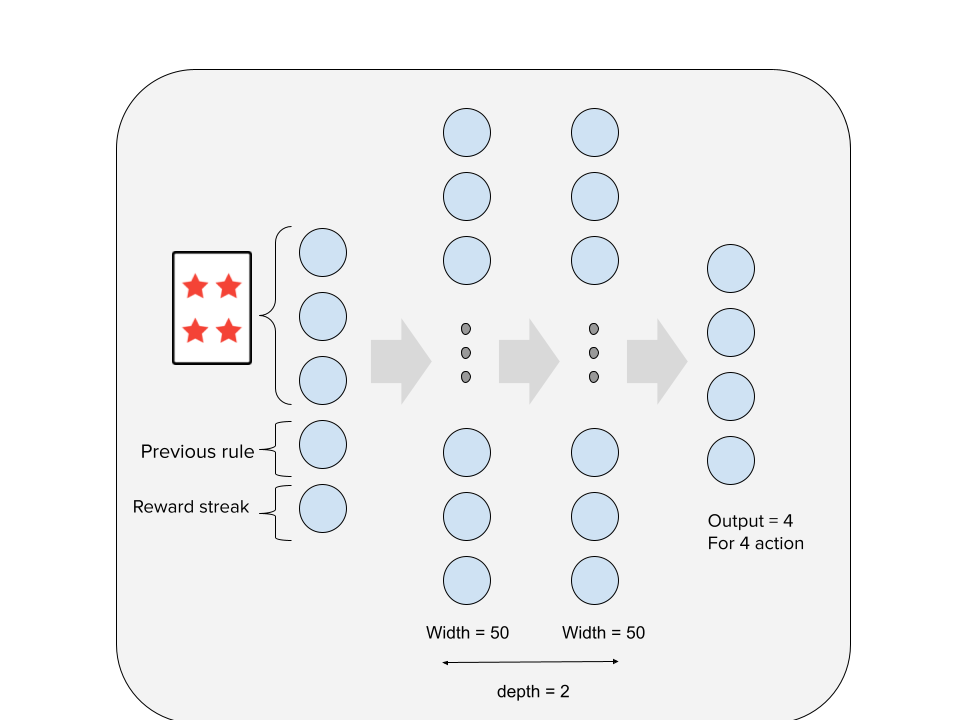 Previous rule
Reward streak
Output = 4
For 4 action
Width = 50
Width = 50
depth = 2